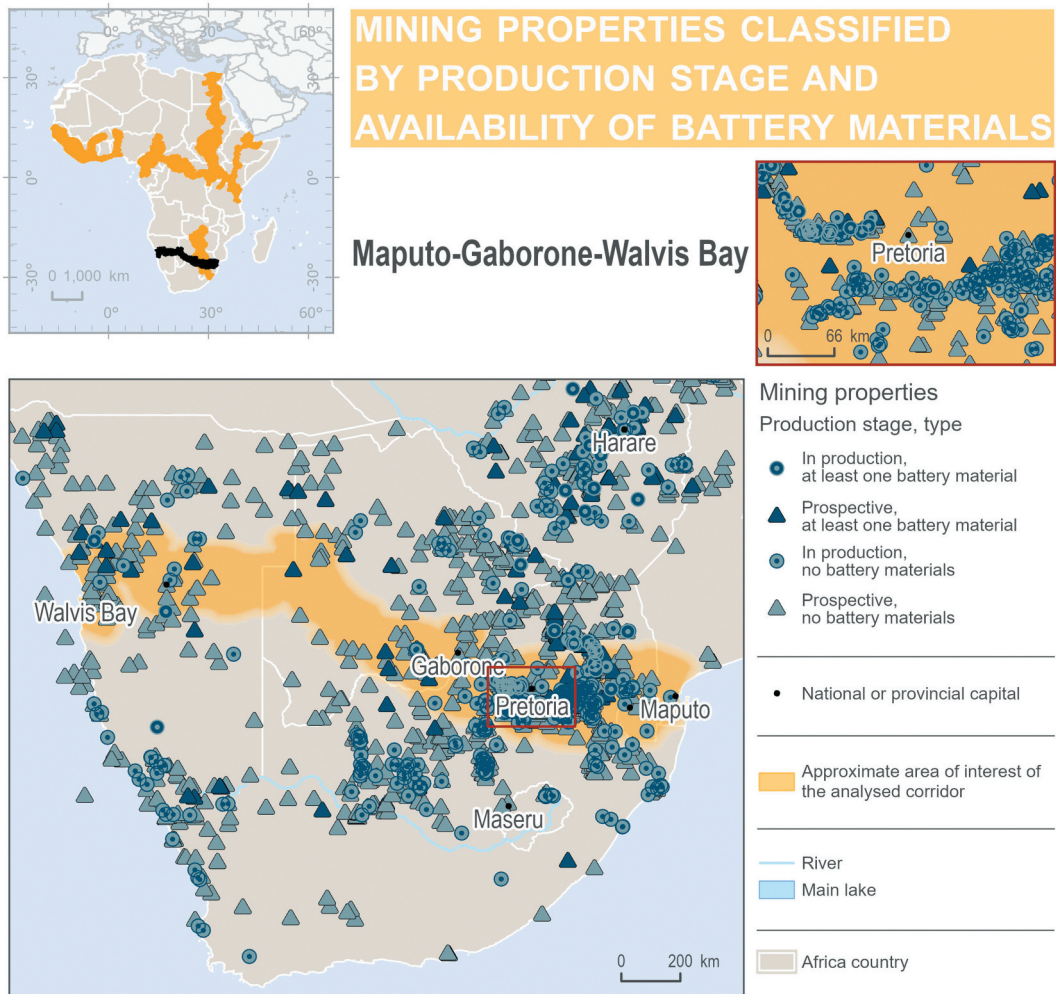 0°
30°
60°
30°
30°
0°
0°
-30°
-30°
0 1,000 km
0°
30°
60°
MINING PROPERTIES CLASSIFIED
BY PRODUCTION STAGE AND
AVAILABILITY OF BATTERY MATERIALS
Maputo-Gaborone-Walvis Bay
Pretoria
0 66 km
Harare
Walvis Bay
Gaborone
Pretoria
Maputo
Maseru
0 200 km
Mining properties
Production stage, type
In production,
at least one battery material
Prospective,
at least one battery material
In production,
no battery materials
Prospective,
no battery materials
National or provincial capital
Approximate area of interest of
the analysed corridor
River
Main lake
Africa country